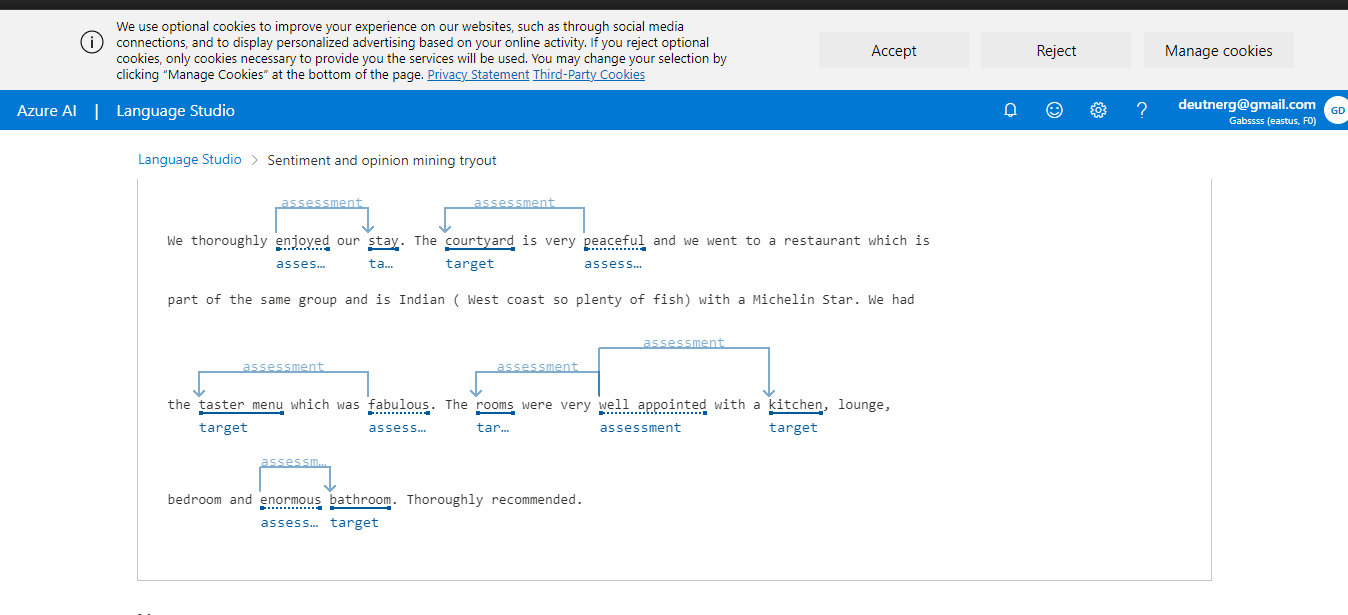 We use optional cookies to improve your experience on our websites, such as through social media
connections, and to display personalized advertising based on your online activity. If you reject optional
cookies, only cookies necessary to provide you the services will be used. You may change your selection by
clicking "Manage Cookies" at the bottom of the page. Privacy Statement Third-Party Cookies
Accept Reject Manage cookies
Azure AI | Language Studio
deutnerg@gmail.com
Gabssss (eastus, F0)
GD
Language Studio > Sentiment and opinion mining tryout
assessment assessment
We thoroughly enjoyed our stay. The courtyard is very peaceful and we went to a restaurant which is
asses… ta… target assess…
part of the same group and is Indian ( West coast so plenty of fish) with a Michelin Star. We had
assessment
assessment assessment
the taster menu which was fabulous. The rooms were very well appointed with a kitchen, lounge,
target assess… tar… assessment target
assessm…
bedroom and enormous bathroom. Thoroughly recommended.
assess… target